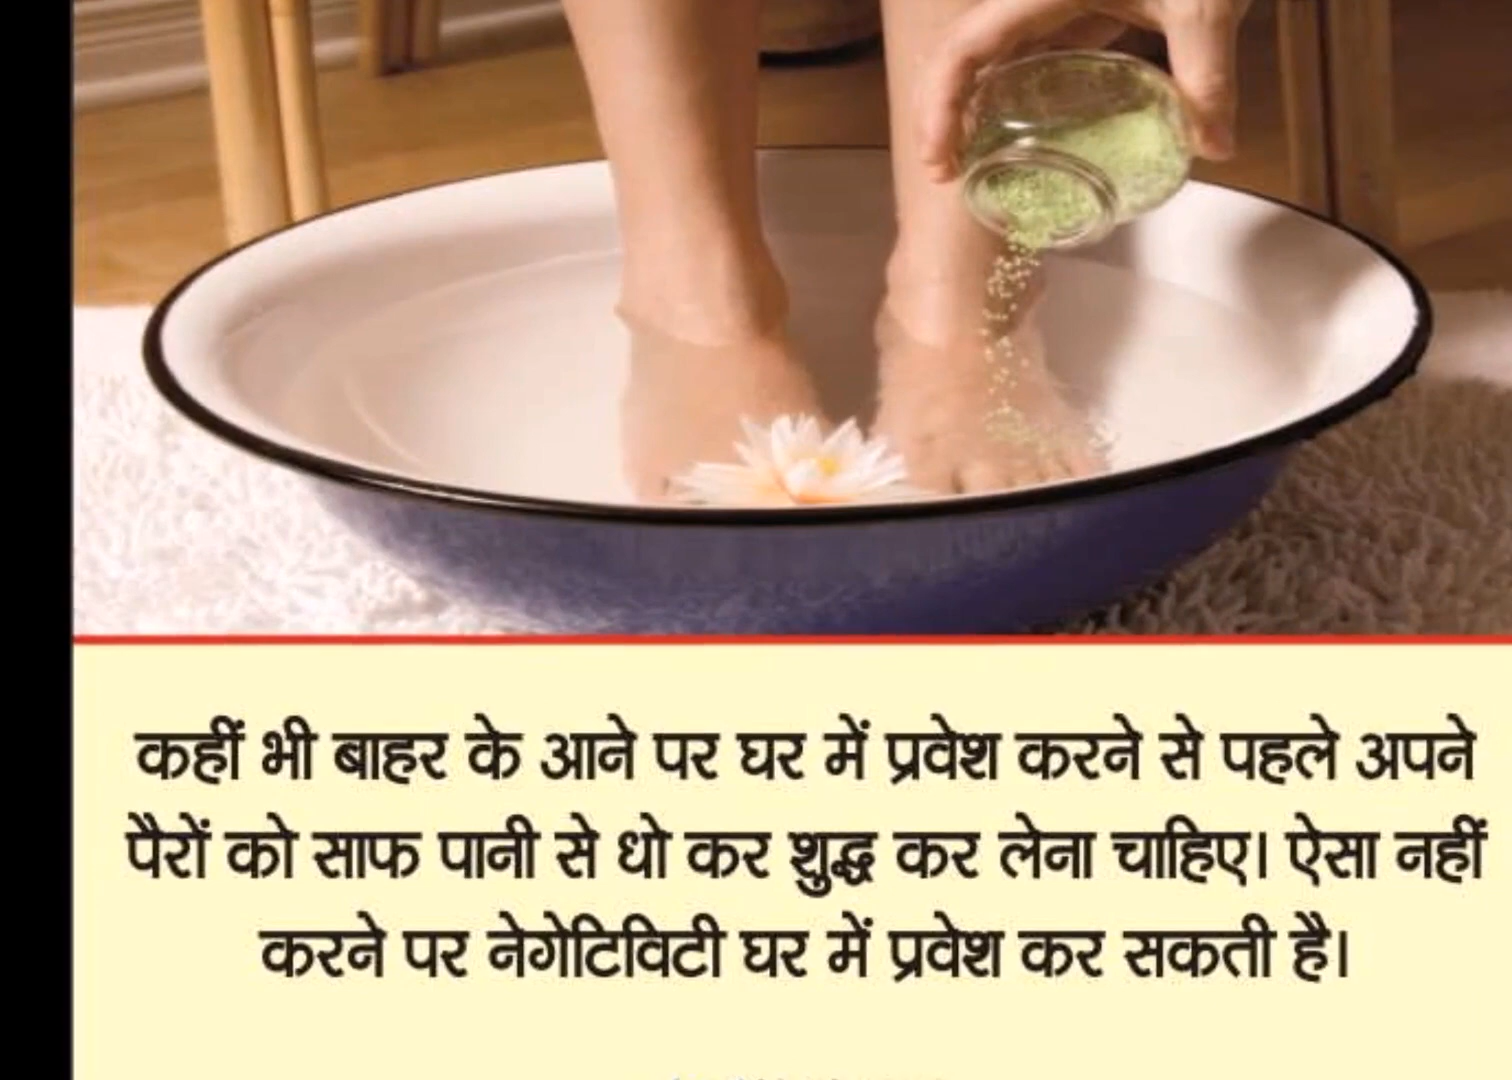 कहीं भी बाहर के आने पर घर में प्रवेश करने से पहले अपने
पैरों को साफ पानी से धो कर शुद्ध कर लेना चाहिए। ऐसा नहीं
करने पर नेगेटिविटी घर में प्रवेश कर सकती है।